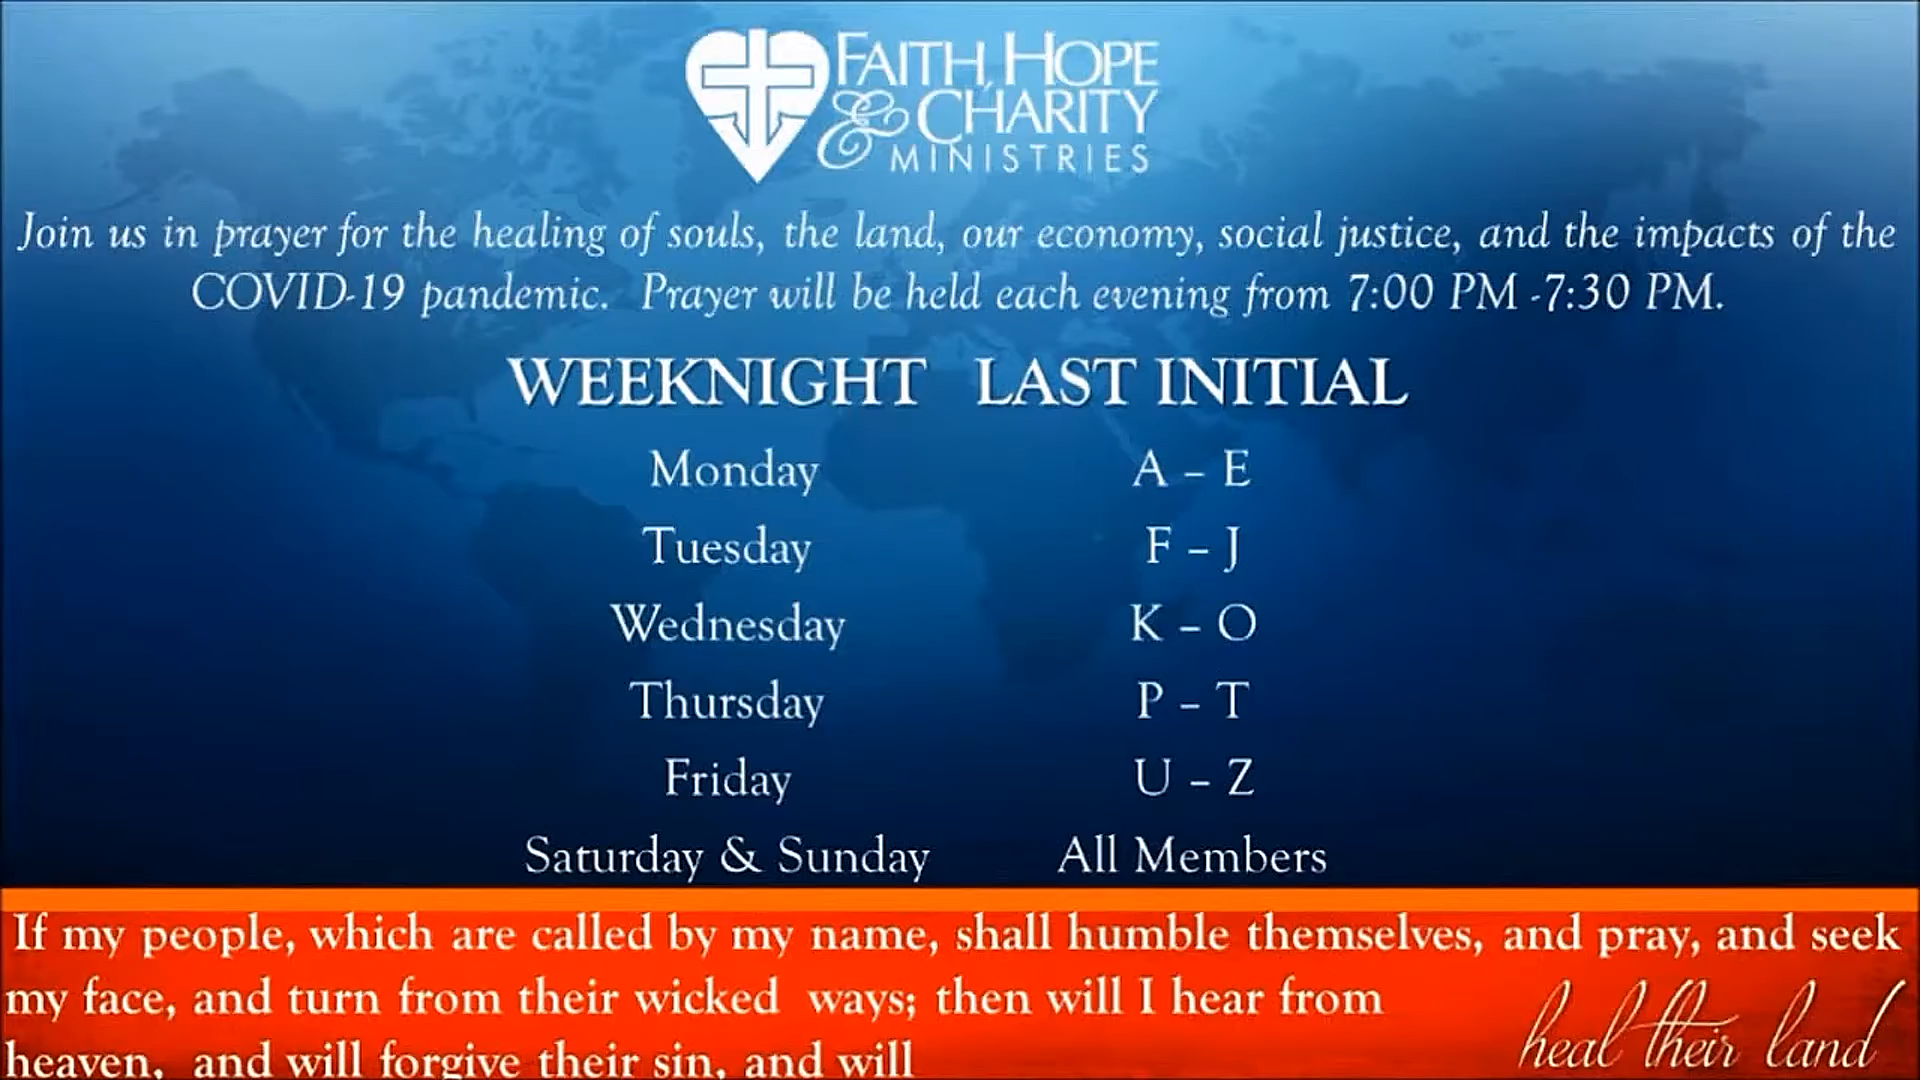 FAITH, HOPE
& CHARITY
MINISTRIES
Join us in prayer for the healing of souls, the land, our economy, social justice, and the impacts of the
COVID-19 pandemic.  Prayer will be held each evening from 7:00 PM -7:30 PM.
WEEKNIGHT LAST INITIAL
Monday A – E
Tuesday F – J
Wednesday K – O
Thursday P – T
Friday U – Z
Saturday & Sunday All Members
If my people, which are called by my name, shall humble themselves, and pray, and seek
my face, and turn from their wicked ways; then will I hear from
heaven, and will forgive their sin, and will heal their land